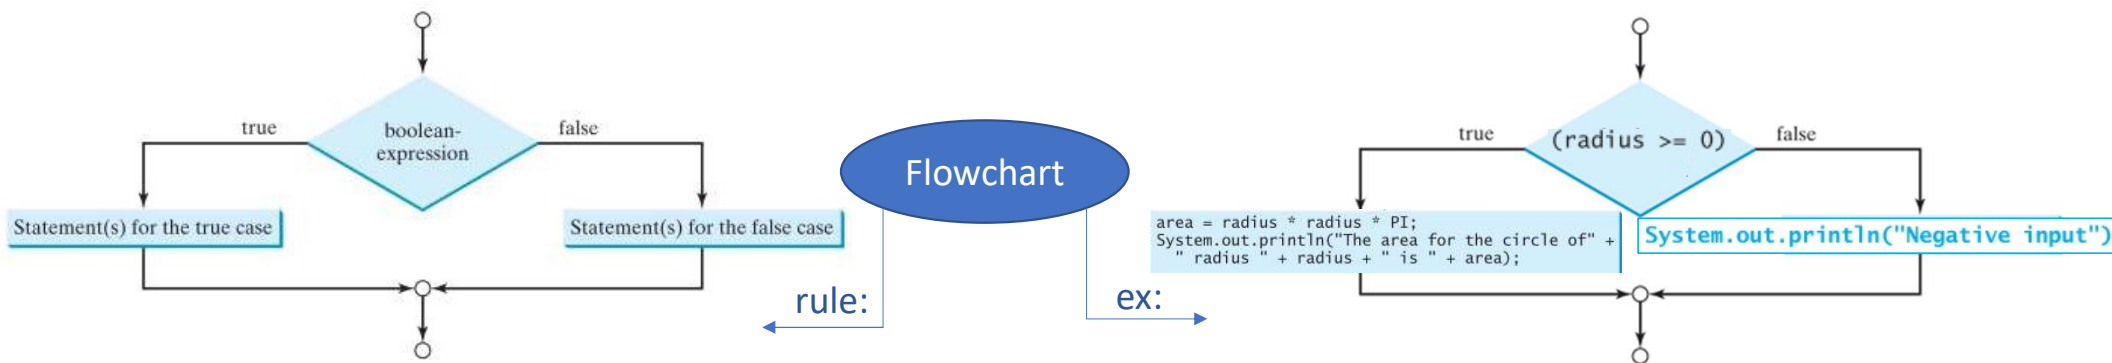 true
boolean-
expression
false
Statement(s) for the true case
Statement(s) for the false case
Flowchart
rule:
ex:
true
(radius >= 0)
false
area = radius * radius * PI;
System.out.println("The area for the circle of" +
" radius " + radius + " is " + area);
System.out.println("Negative input")